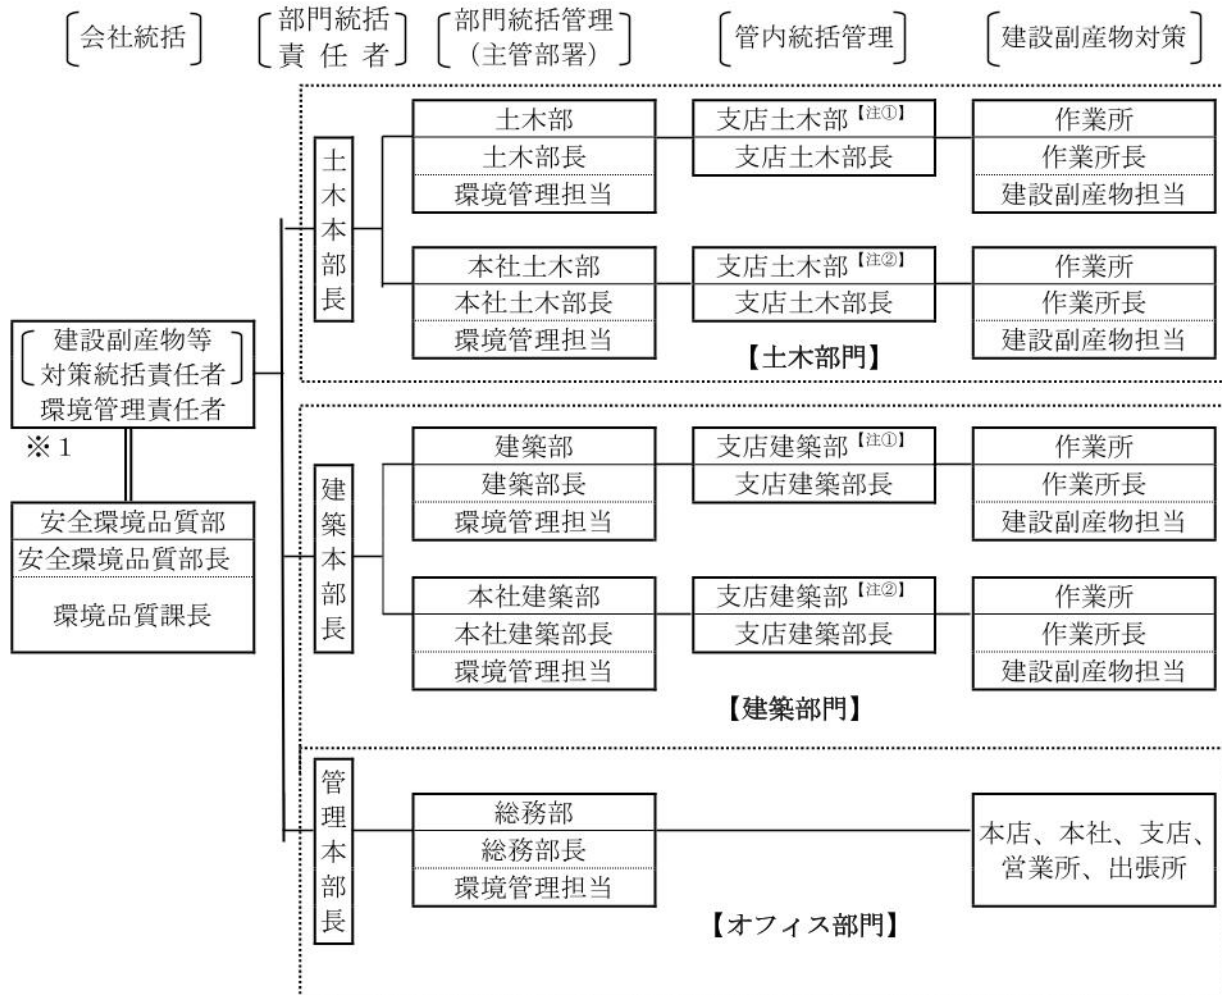 会社統括
部門統括
責任者
部門統括管理
（主管部署）
管内統括管理
建設副産物対策
土木本部長
土木部
土木部長
環境管理担当
支店土木部【注①】
支店土木部長
作業所
作業所長
建設副産物担当
本社土木部
本社土木部長
環境管理担当
支店土木部【注②】
支店土木部長
作業所
作業所長
建設副産物担当
【土木部門】
建設副産物等
対策統括責任者
環境管理責任者
※１
安全環境品質部
安全環境品質部長
環境品質課長
建築本部長
建築部
建築部長
環境管理担当
支店建築部【注①】
支店建築部長
作業所
作業所長
建設副産物担当
本社建築部
本社建築部長
環境管理担当
支店建築部【注②】
支店建築部長
作業所
作業所長
建設副産物担当
【建築部門】
管理本部長
総務部
総務部長
環境管理担当
本店、本社、支店、
営業所、出張所
【オフィス部門】